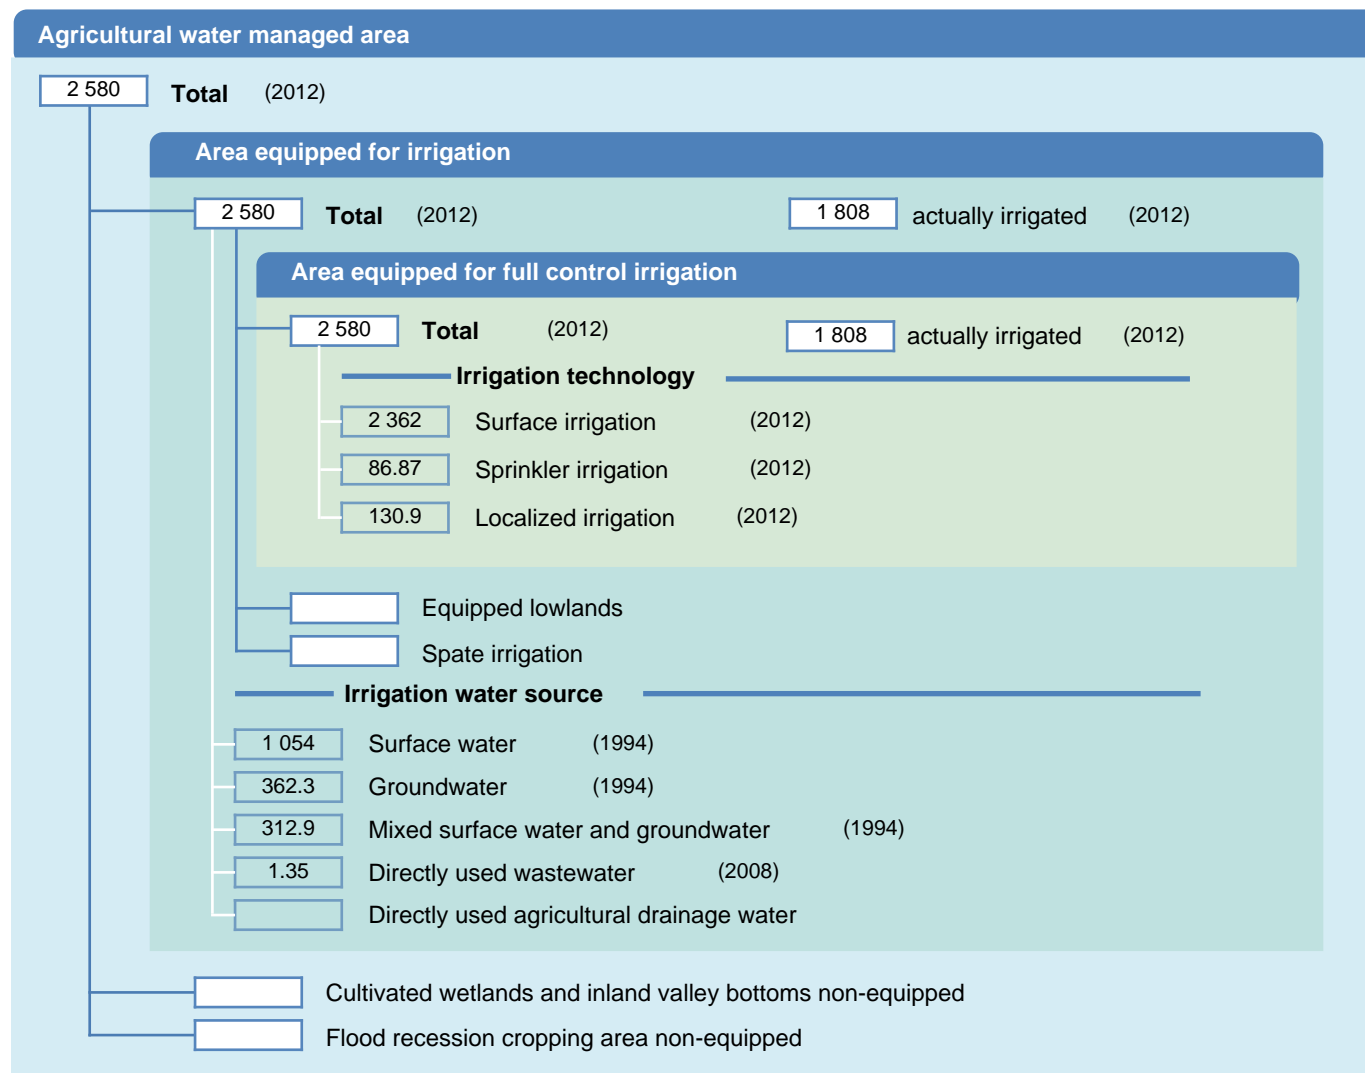 Agricultural water managed area
2 580 Total (2012)
Area equipped for irrigation
2 580 Total (2012) 1 808 actually irrigated (2012)
Area equipped for full control irrigation
2 580 Total (2012) 1 808 actually irrigated (2012)
Irrigation technology
2 362 Surface irrigation (2012)
86.87 Sprinkler irrigation (2012)
130.9 Localized irrigation (2012)
Equipped lowlands
Spate irrigation
Irrigation water source
1 054 Surface water (1994)
362.3 Groundwater (1994)
312.9 Mixed surface water and groundwater (1994)
1.35 Directly used wastewater (2008)
Directly used agricultural drainage water
Cultivated wetlands and inland valley bottoms non-equipped
Flood recession cropping area non-equipped